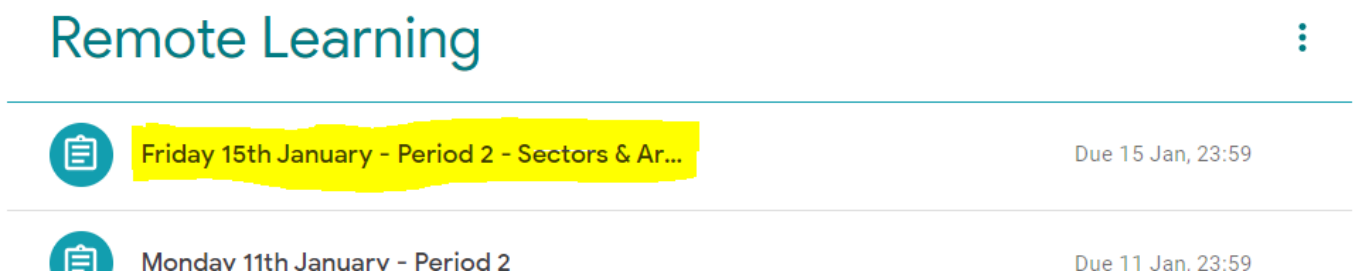 Remote Learning
Friday 15th January - Period 2 - Sectors & Ar... Due 15 Jan, 23:59
Monday 11th January - Period 2 Due 11 Jan, 23:59